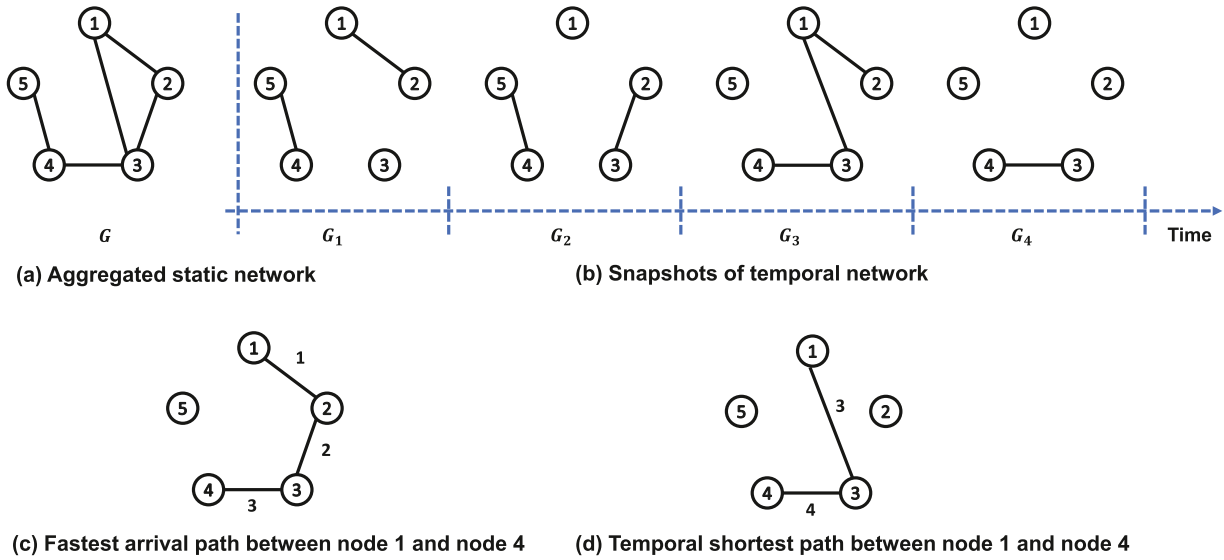 1 1 1 1 1
5 2 5 2 5 2 5 2 5 2
4 3 4 3 4 3 4 3 4 3
G G₁ G₂ G₃ G₄ Time
(a) Aggregated static network (b) Snapshots of temporal network
1 1
1
5 2 5 3 2
2
4 3 4 3
3 4
(c) Fastest arrival path between node 1 and node 4 (d) Temporal shortest path between node 1 and node 4